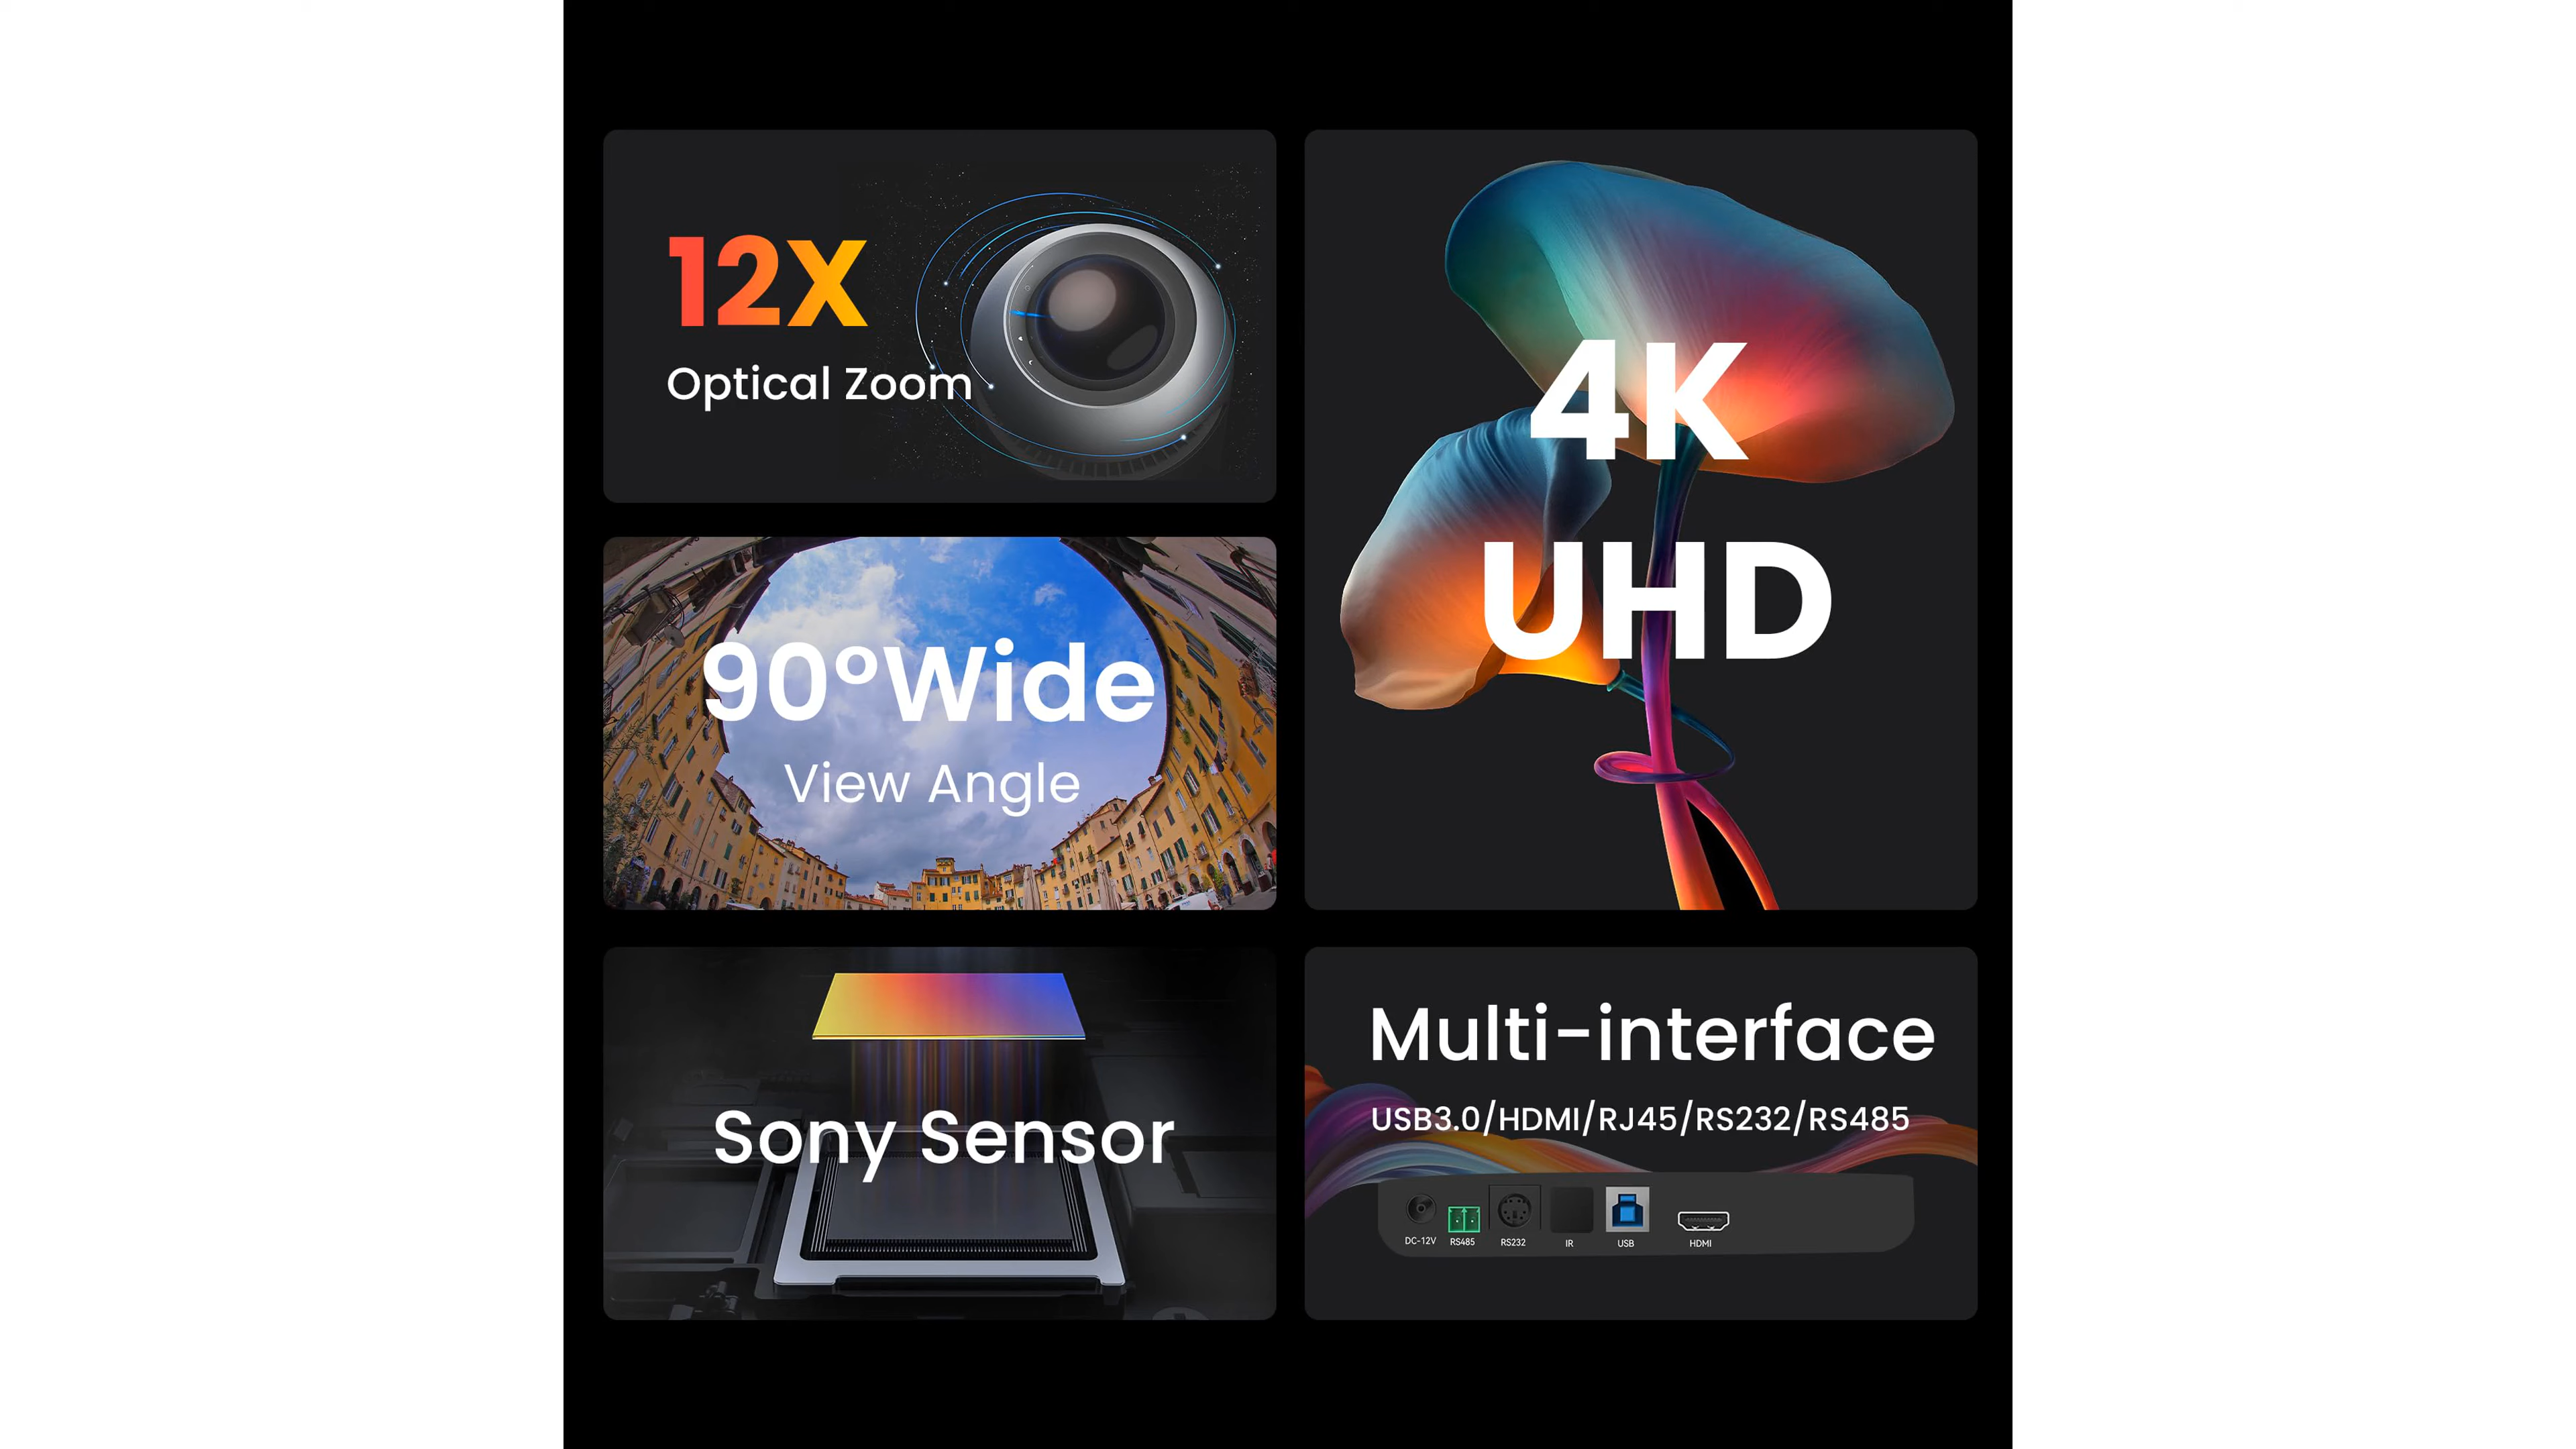 12X
Optical Zoom
4K
UHD
90°Wide
View Angle
Sony Sensor
Multi-interface
USB3.0/HDMI/RJ45/RS232/RS485
DC-12V RS485 RS232 IR USB HDMI